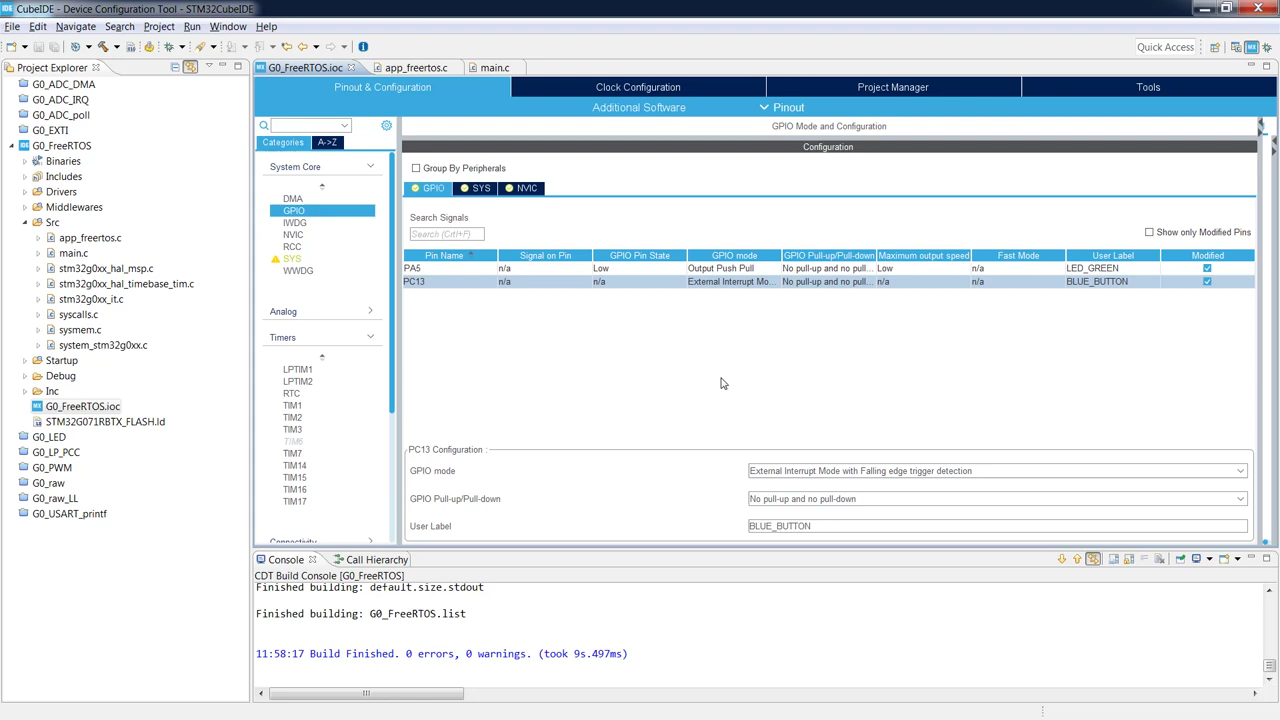 IDE CubeIDE - Device Configuration Tool - STM32CubeIDE
File Edit Navigate Search Project Run Window Help
Quick Access
Project Explorer
G0_ADC_DMA
G0_ADC_IRQ
G0_ADC_poll
G0_EXTI
G0_FreeRTOS
Binaries
Includes
Drivers
Middlewares
Src
app_freertos.c
main.c
stm32g0xx_hal_msp.c
stm32g0xx_hal_timebase_tim.c
stm32g0xx_it.c
syscalls.c
sysmem.c
system_stm32g0xx.c
Startup
Debug
Inc
MX G0_FreeRTOS.ioc
STM32G071RBTX_FLASH.ld
G0_LED
G0_LP_PCC
G0_PWM
G0_raw
G0_raw_LL
G0_USART_printf
MX G0_FreeRTOS.ioc app_freertos.c main.c
Pinout & Configuration Clock Configuration Project Manager Tools
Additional Software Pinout
Categories A->Z
System Core
DMA
GPIO
IWDG
NVIC
RCC
SYS
WWDG
Analog
Timers
LPTIM1
LPTIM2
RTC
TIM1
TIM2
TIM3
TIM6
TIM7
TIM14
TIM15
TIM16
TIM17
Connectivity
GPIO Mode and Configuration
Configuration
Group By Peripherals
GPIO SYS NVIC
Search Signals
Search (Ctrl+F)
Show only Modified Pins
Pin Name Signal on Pin GPIO Pin State GPIO mode GPIO Pull-up/Pull-down Maximum output speed Fast Mode User Label Modified
PA5 n/a Low Output Push Pull No pull-up and no pull... Low n/a LED_GREEN
PC13 n/a n/a External Interrupt Mo... No pull-up and no pull... n/a n/a BLUE_BUTTON
PC13 Configuration :
GPIO mode External Interrupt Mode with Falling edge trigger detection
GPIO Pull-up/Pull-down No pull-up and no pull-down
User Label BLUE_BUTTON
Console Call Hierarchy
CDT Build Console [G0_FreeRTOS]
Finished building: default.size.stdout
Finished building: G0_FreeRTOS.list
11:58:17 Build Finished. 0 errors, 0 warnings. (took 9s.497ms)